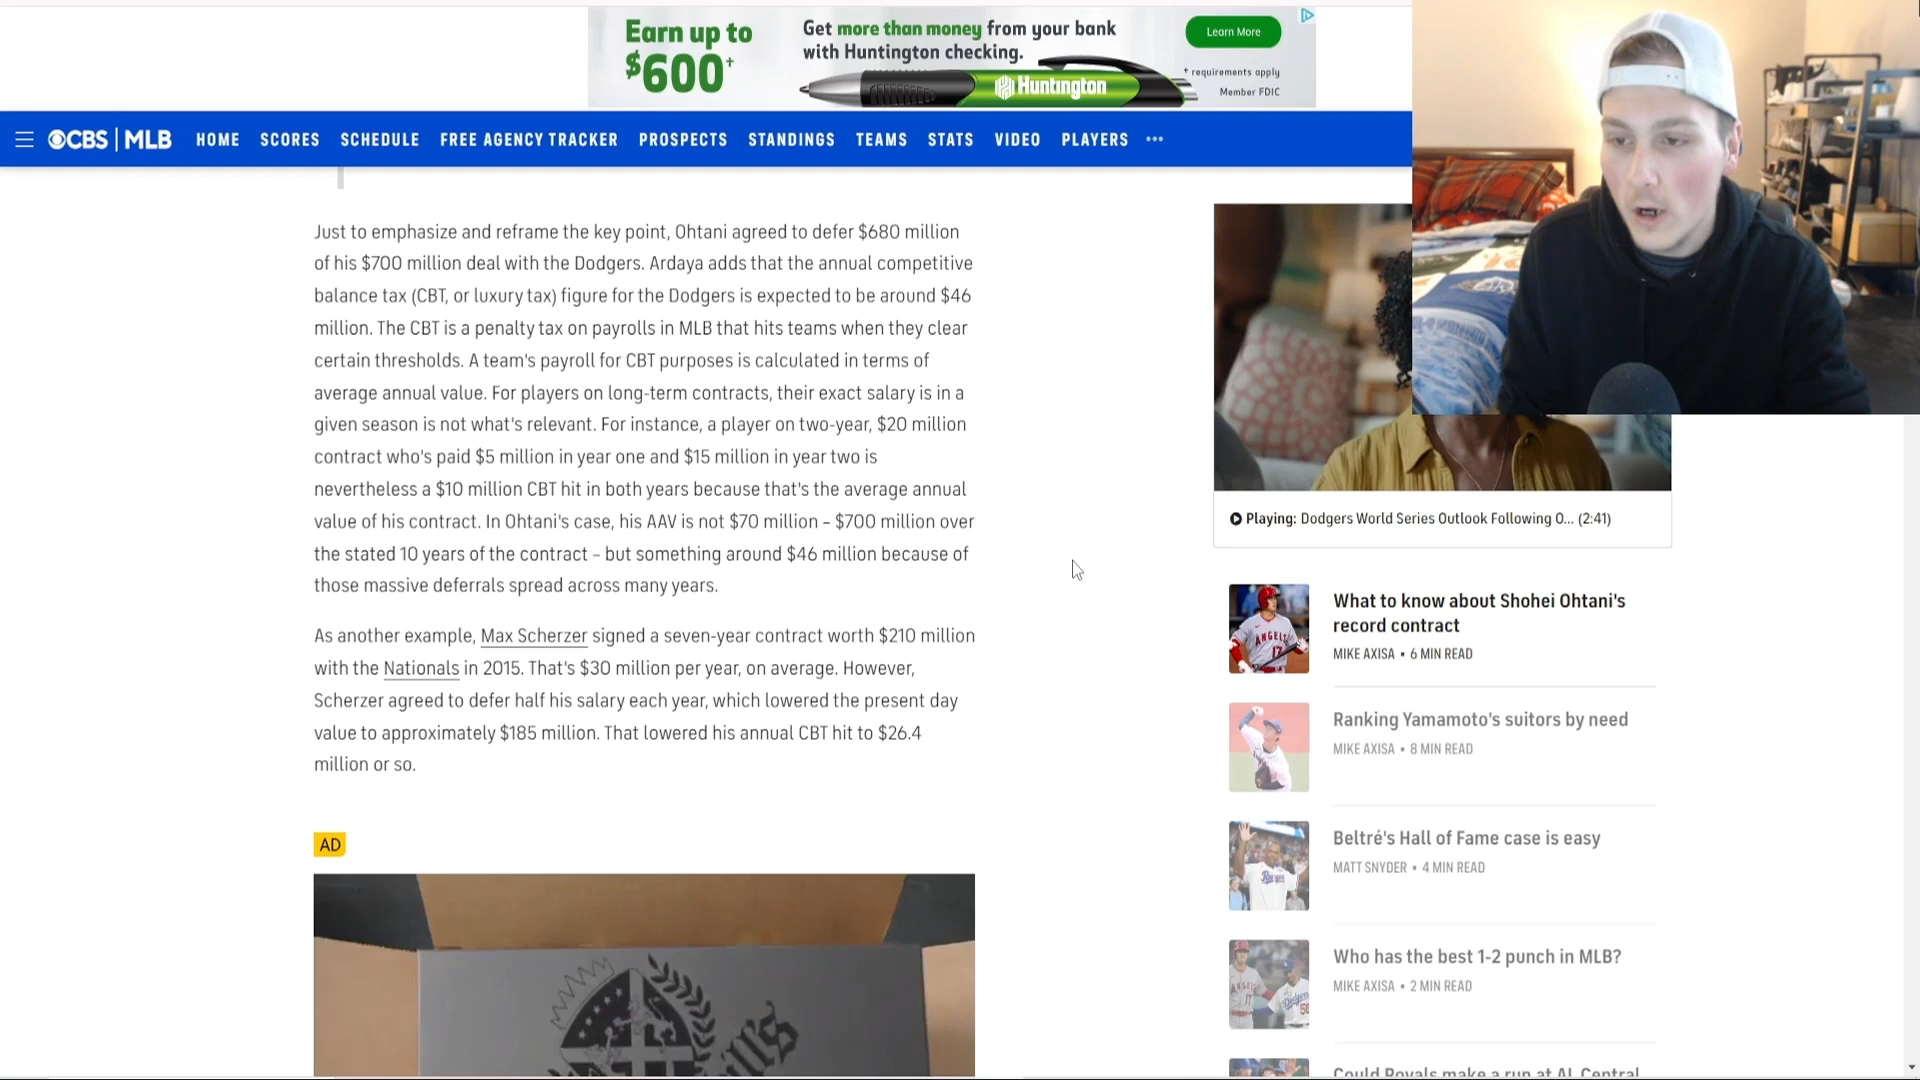 Earn up to
$600†
Get more than money from your bank
with Huntington checking.
Huntington
Learn More
† requirements apply
Member FDIC
CBS | MLB HOME SCORES SCHEDULE FREE AGENCY TRACKER PROSPECTS STANDINGS TEAMS STATS VIDEO PLAYERS •••
Just to emphasize and reframe the key point, Ohtani agreed to defer $680 million
of his $700 million deal with the Dodgers. Ardaya adds that the annual competitive
balance tax (CBT, or luxury tax) figure for the Dodgers is expected to be around $46
million. The CBT is a penalty tax on payrolls in MLB that hits teams when they clear
certain thresholds. A team's payroll for CBT purposes is calculated in terms of
average annual value. For players on long-term contracts, their exact salary is in a
given season is not what's relevant. For instance, a player on two-year, $20 million
contract who's paid $5 million in year one and $15 million in year two is
nevertheless a $10 million CBT hit in both years because that's the average annual
value of his contract. In Ohtani's case, his AAV is not $70 million – $700 million over
the stated 10 years of the contract – but something around $46 million because of
those massive deferrals spread across many years.
As another example, Max Scherzer signed a seven-year contract worth $210 million
with the Nationals in 2015. That's $30 million per year, on average. However,
Scherzer agreed to defer half his salary each year, which lowered the present day
value to approximately $185 million. That lowered his annual CBT hit to $26.4
million or so.
AD
Playing: Dodgers World Series Outlook Following O... (2:41)
What to know about Shohei Ohtani's
record contract
MIKE AXISA • 6 MIN READ
Ranking Yamamoto's suitors by need
MIKE AXISA • 8 MIN READ
Beltré's Hall of Fame case is easy
MATT SNYDER • 4 MIN READ
Who has the best 1-2 punch in MLB?
MIKE AXISA • 2 MIN READ
Could Royals make a run at AL Central